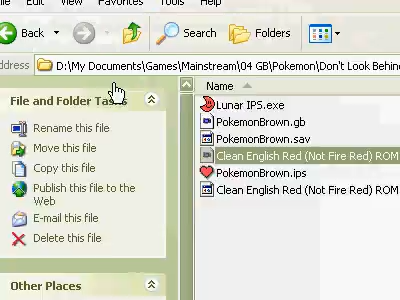 File Edit View Favorites Tools Help
Back Search Folders
Address D:\My Documents\Games\Mainstream\04 GB\Pokemon\Don't Look Behin
File and Folder Tasks
Name
Lunar IPS.exe
Rename this file
PokemonBrown.gb
Move this file
PokemonBrown.sav
Copy this file
Clean English Red (Not Fire Red) ROM
Publish this file to the
Web
PokemonBrown.ips
E-mail this file
Clean English Red (Not Fire Red) ROM
Delete this file
Other Places